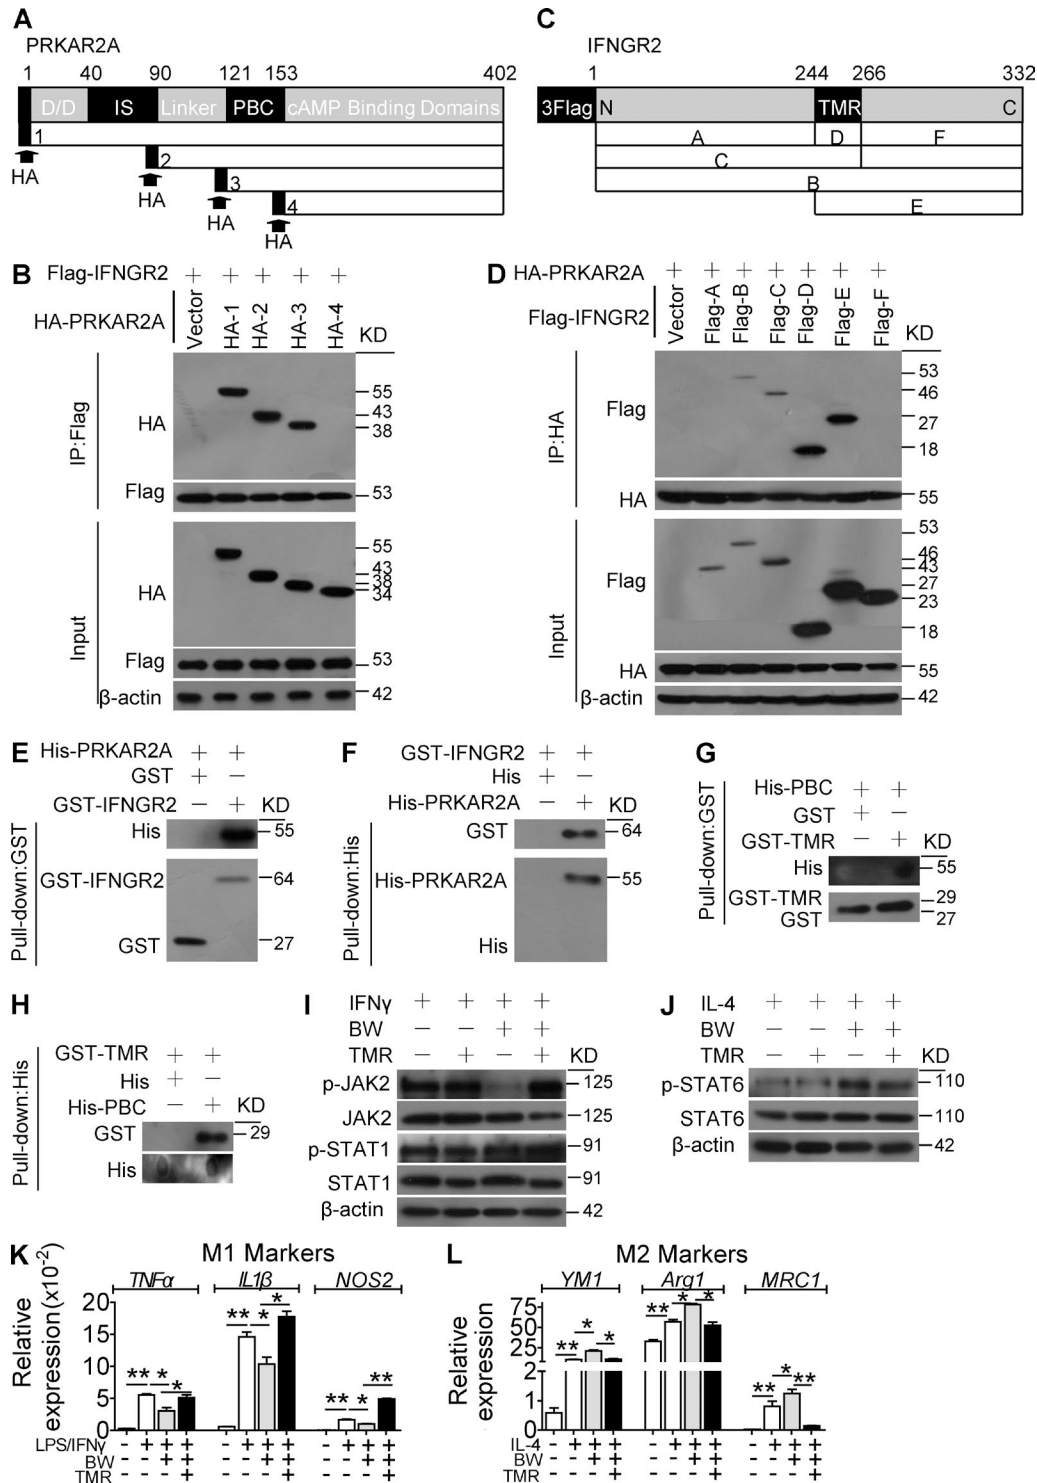 A
PRKAR2A
1 40 90 121 153 402
D/D IS Linker PBC cAMP Binding Domains
1
2
3
4
HA
HA
HA
HA
C
IFNGR2
1 244 266 332
3Flag N TMR C
A D F
C
B
E
B
Flag-IFNGR2 + + + + +
HA-PRKAR2A Vector HA-1 HA-2 HA-3 HA-4 KD
IP:Flag
HA 55 43 38
Flag 53
Input
HA 55 43 38 34
Flag 53
β-actin 42
D
HA-PRKAR2A + + + + + + +
Flag-IFNGR2 Vector Flag-A Flag-B Flag-C Flag-D Flag-E Flag-F KD
IP:HA
Flag 53 46 27 18
HA 55
Input
Flag 53 46 43 27 23 18
HA 55
β-actin 42
E
His-PRKAR2A + +
GST + −
GST-IFNGR2 − + KD
Pull-down:GST
His 55
GST-IFNGR2 64
GST 27
F
GST-IFNGR2 + +
His + −
His-PRKAR2A − + KD
Pull-down:His
GST 64
His-PRKAR2A 55
His
G
His-PBC + +
GST + −
GST-TMR − + KD
Pull-down:GST
His 55
GST-TMR 29
GST 27
H
GST-TMR + +
His + −
His-PBC − + KD
Pull-down:His
GST 29
His
I
IFNγ + + + +
BW − − + +
TMR − + − + KD
p-JAK2 125
JAK2 125
p-STAT1 91
STAT1 91
β-actin 42
J
IL-4 + + + +
BW − − + +
TMR − + − + KD
p-STAT6 110
STAT6 110
β-actin 42
K
M1 Markers
TNFα IL1β NOS2
Relative expression(x10⁻²)
20
15
10
5
0
** * * ** * * ** * **
LPS/IFNγ - + + + - + + + - + + +
BW - - + + - - + + - - + +
TMR - - - + - - - + - - - +
L
M2 Markers
YM1 Arg1 MRC1
Relative expression
75
50
25
2
1
0
** * * ** * * ** * **
IL-4 - + + + - + + + - + + +
BW - - + + - - + + - - + +
TMR - - - + - - - + - - - +